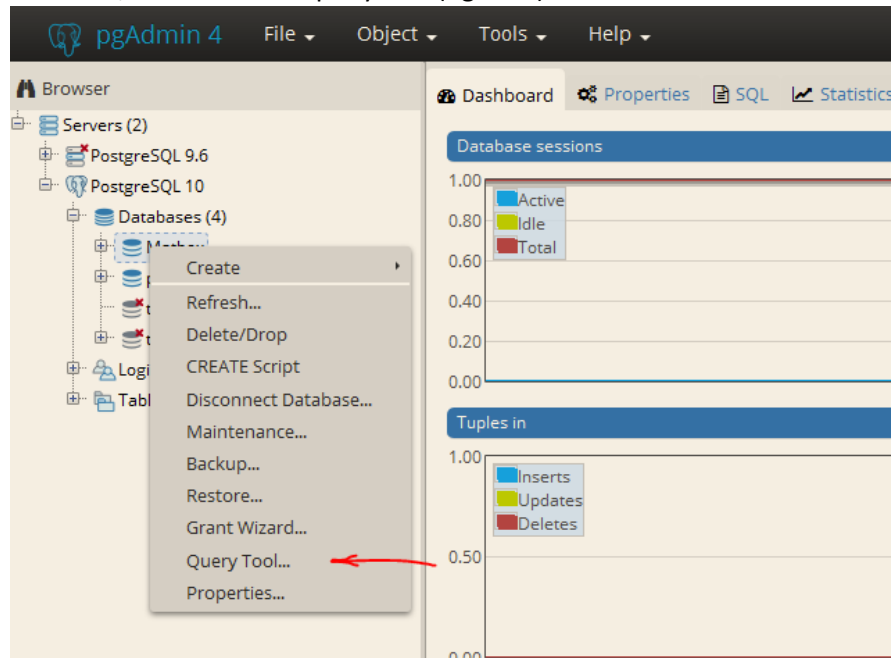 pgAdmin 4 File Object Tools Help
Browser
Servers (2)
PostgreSQL 9.6
PostgreSQL 10
Databases (4)
Create
Refresh...
Delete/Drop
CREATE Script
Disconnect Database...
Maintenance...
Backup...
Restore...
Grant Wizard...
Query Tool...
Properties...
Dashboard Properties SQL Statistics
Database sessions
1.00
Active
0.80
Idle
Total
0.60
0.40
0.20
0.00
Tuples in
1.00
Inserts
Updates
Deletes
0.50
0.00